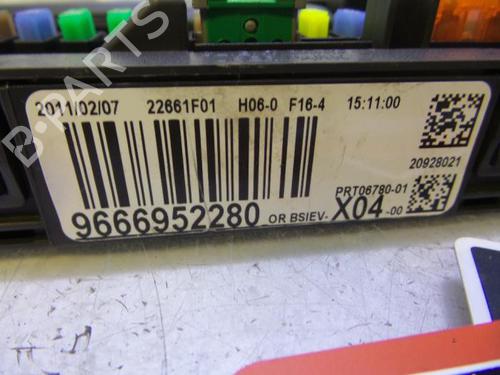 B-PARTS
2011/02/07 22661F01 H06-0 F16-4 15:11:00
20928021
PRT06780-01
9666952280 OR BSIEV- X04 -00